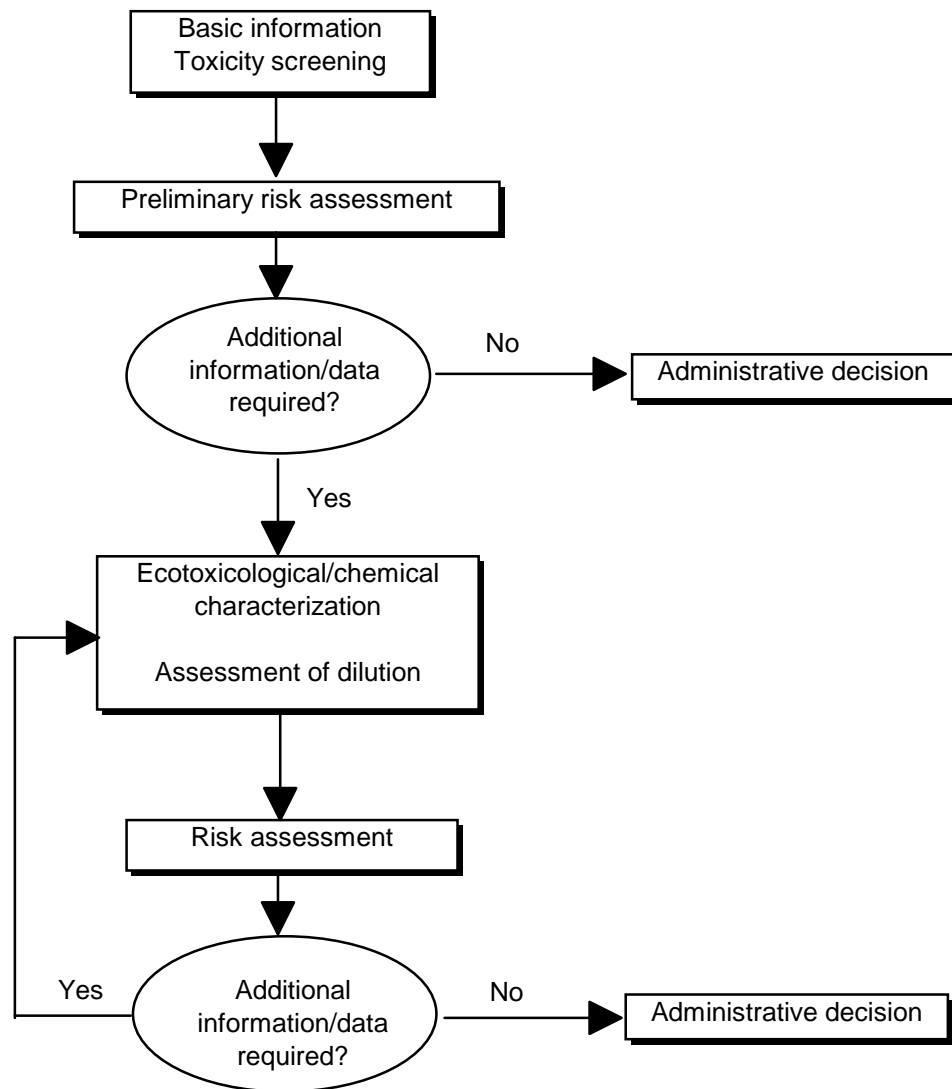 Basic information
Toxicity screening
Preliminary risk assessment
Additional
information/data
required?
No
Administrative decision
Yes
Ecotoxicological/chemical
characterization
Assessment of dilution
Risk assessment
Yes
Additional
information/data
required?
No
Administrative decision